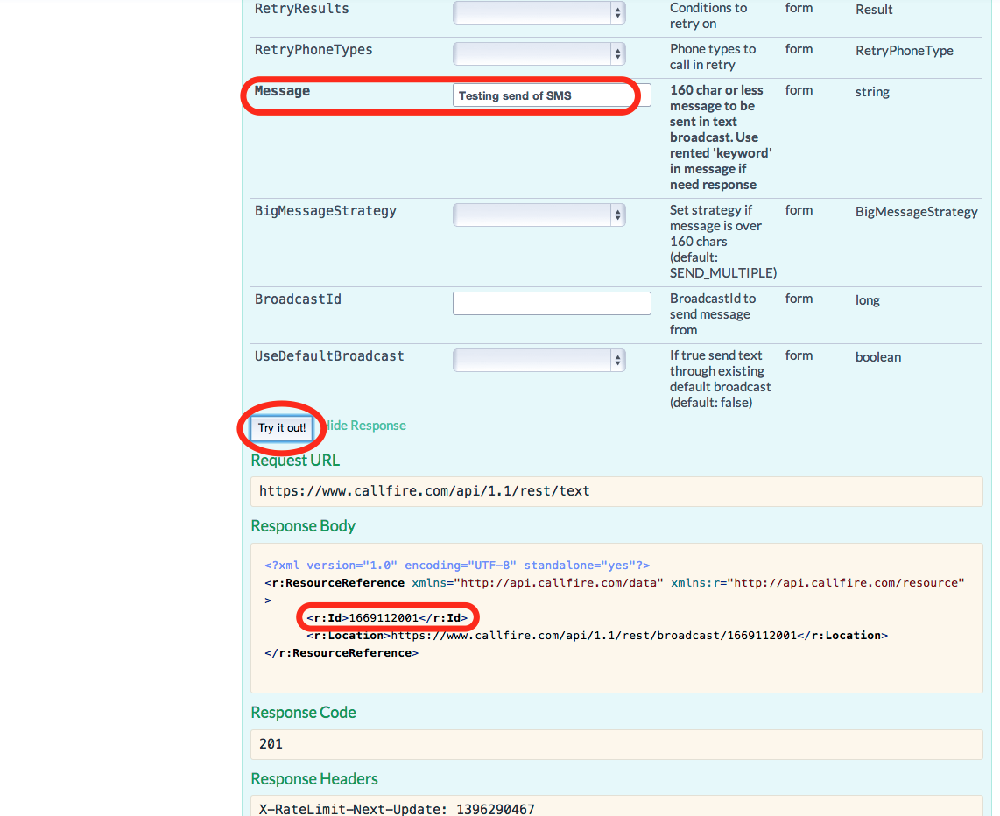 RetryResults Conditions to form Result
retry on
RetryPhoneTypes Phone types to form RetryPhoneType
call in retry
Message Testing send of SMS 160 char or less form string
message to be
sent in text
broadcast. Use
rented 'keyword'
in message if
need response
BigMessageStrategy Set strategy if form BigMessageStrategy
message is over
160 chars
(default:
SEND_MULTIPLE)
BroadcastId BroadcastId to form long
send message
from
UseDefaultBroadcast If true send text form boolean
through existing
default broadcast
(default: false)
Try it out! Hide Response
Request URL
https://www.callfire.com/api/1.1/rest/text
Response Body
<?xml version="1.0" encoding="UTF-8" standalone="yes"?>
<r:ResourceReference xmlns="http://api.callfire.com/data" xmlns:r="http://api.callfire.com/resource"
>
<r:Id>1669112001</r:Id>
<r:Location>https://www.callfire.com/api/1.1/rest/broadcast/1669112001</r:Location>
</r:ResourceReference>
Response Code
201
Response Headers
X-RateLimit-Next-Update: 1396290467